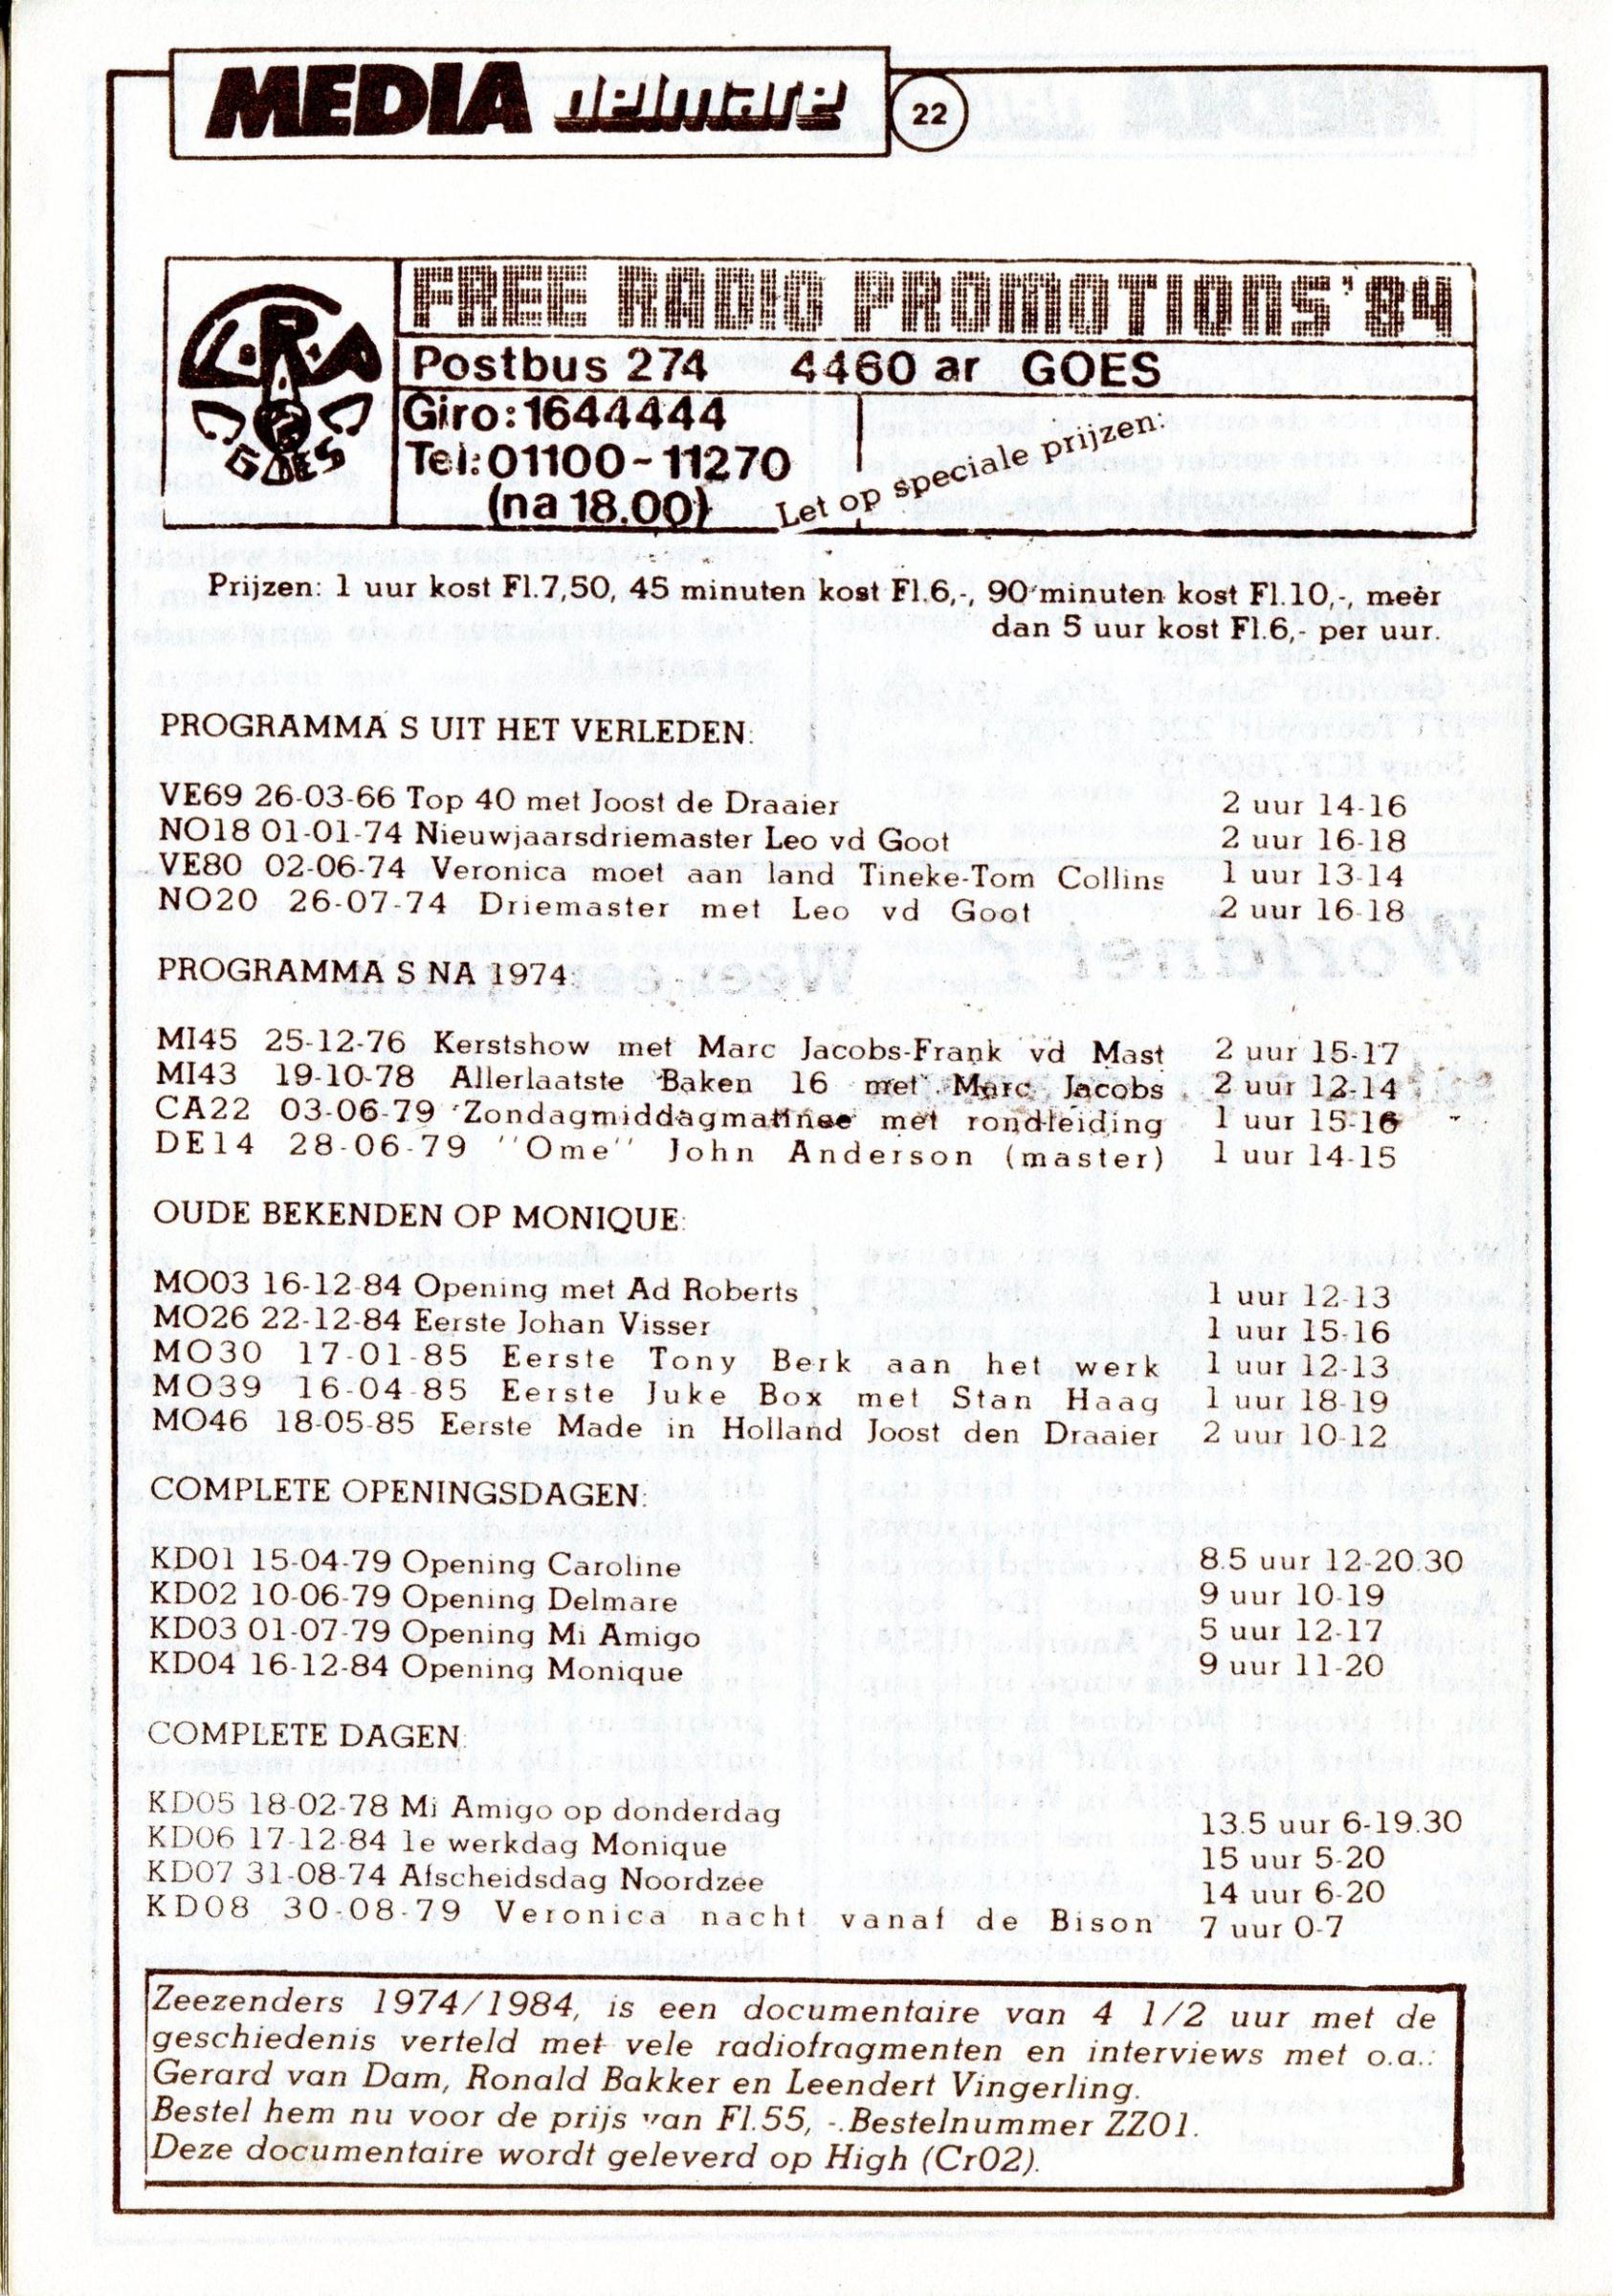 MEDIA delmare 22
L.R.A
GOES
FREE RADIO PROMOTIONS'84
Postbus 274 4460 ar GOES
Giro:1644444
Tel:01100-11270
(na 18.00)
Let op speciale prijzen:
Prijzen: 1 uur kost Fl.7,50, 45 minuten kost Fl.6,-, 90 minuten kost Fl.10,-, meer
dan 5 uur kost Fl.6,- per uur.
PROGRAMMA S UIT HET VERLEDEN:
VE69 26-03-66 Top 40 met Joost de Draaier 2 uur 14-16
NO18 01-01-74 Nieuwjaarsdriemaster Leo vd Goot 2 uur 16-18
VE80 02-06-74 Veronica moet aan land Tineke-Tom Collins 1 uur 13-14
NO20 26-07-74 Driemaster met Leo vd Goot 2 uur 16-18
PROGRAMMA S NA 1974:
MI45 25-12-76 Kerstshow met Marc Jacobs-Frank vd Mast 2 uur 15-17
MI43 19-10-78 Allerlaatste Baken 16 met Marc Jacobs 2 uur 12-14
CA22 03-06-79 Zondagmiddagmatinee met rondleiding 1 uur 15-16
DE14 28-06-79 ''Ome'' John Anderson (master) 1 uur 14-15
OUDE BEKENDEN OP MONIQUE:
MO03 16-12-84 Opening met Ad Roberts 1 uur 12-13
MO26 22-12-84 Eerste Johan Visser 1 uur 15-16
MO30 17-01-85 Eerste Tony Berk aan het werk 1 uur 12-13
MO39 16-04-85 Eerste Juke Box met Stan Haag 1 uur 18-19
MO46 18-05-85 Eerste Made in Holland Joost den Draaier 2 uur 10-12
COMPLETE OPENINGSDAGEN:
KD01 15-04-79 Opening Caroline 8.5 uur 12-20.30
KD02 10-06-79 Opening Delmare 9 uur 10-19
KD03 01-07-79 Opening Mi Amigo 5 uur 12-17
KD04 16-12-84 Opening Monique 9 uur 11-20
COMPLETE DAGEN:
KD05 18-02-78 Mi Amigo op donderdag 13.5 uur 6-19.30
KD06 17-12-84 1e werkdag Monique 15 uur 5-20
KD07 31-08-74 Afscheidsdag Noordzee 14 uur 6-20
KD08 30-08-79 Veronica nacht vanaf de Bison 7 uur 0-7
Zeezenders 1974/1984, is een documentaire van 4 1/2 uur met de
geschiedenis verteld met vele radiofragmenten en interviews met o.a.:
Gerard van Dam, Ronald Bakker en Leendert Vingerling.
Bestel hem nu voor de prijs van Fl.55, -.Bestelnummer ZZ01.
Deze documentaire wordt geleverd op High (Cr02).